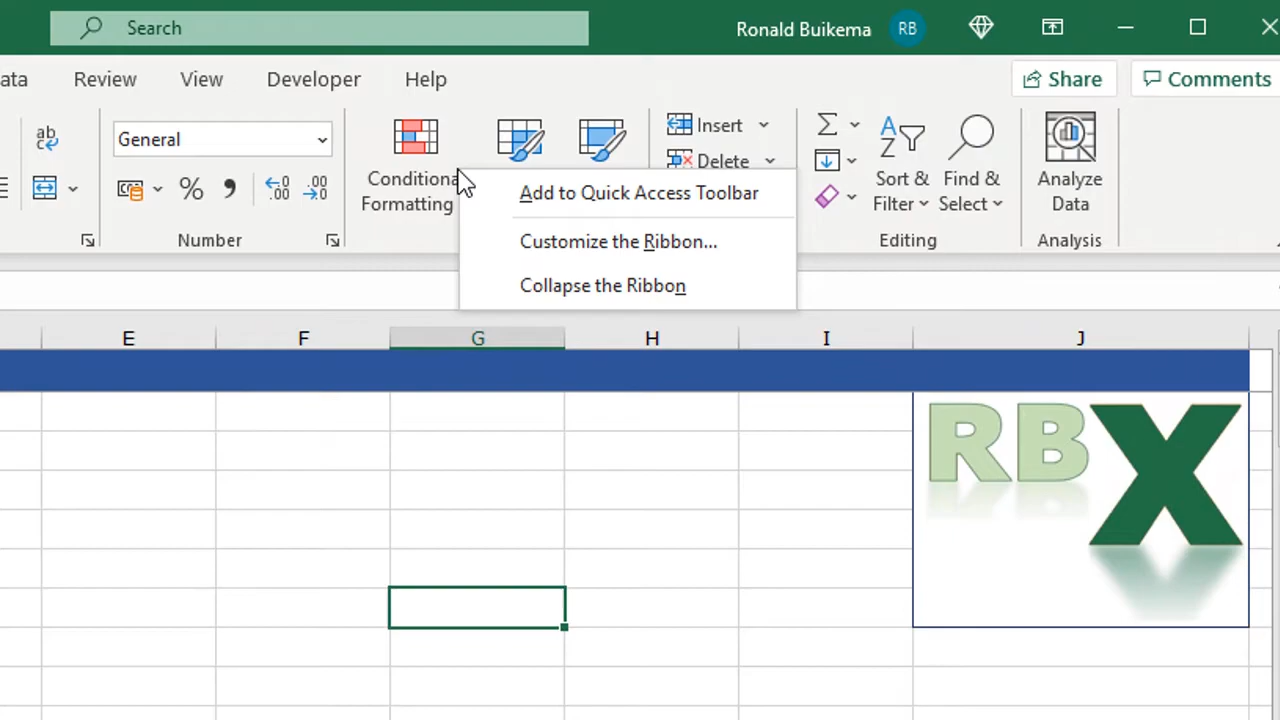 Search
Ronald Buikema
RB
ata
Review
View
Developer
Help
Share
Comments
ab
General
Conditional
Formatting
Insert
Delete
Sort &
Filter
Find &
Select
Analyze
Data
Number
Editing
Analysis
Add to Quick Access Toolbar
Customize the Ribbon...
Collapse the Ribbon
E
F
G
H
I
J
RBX